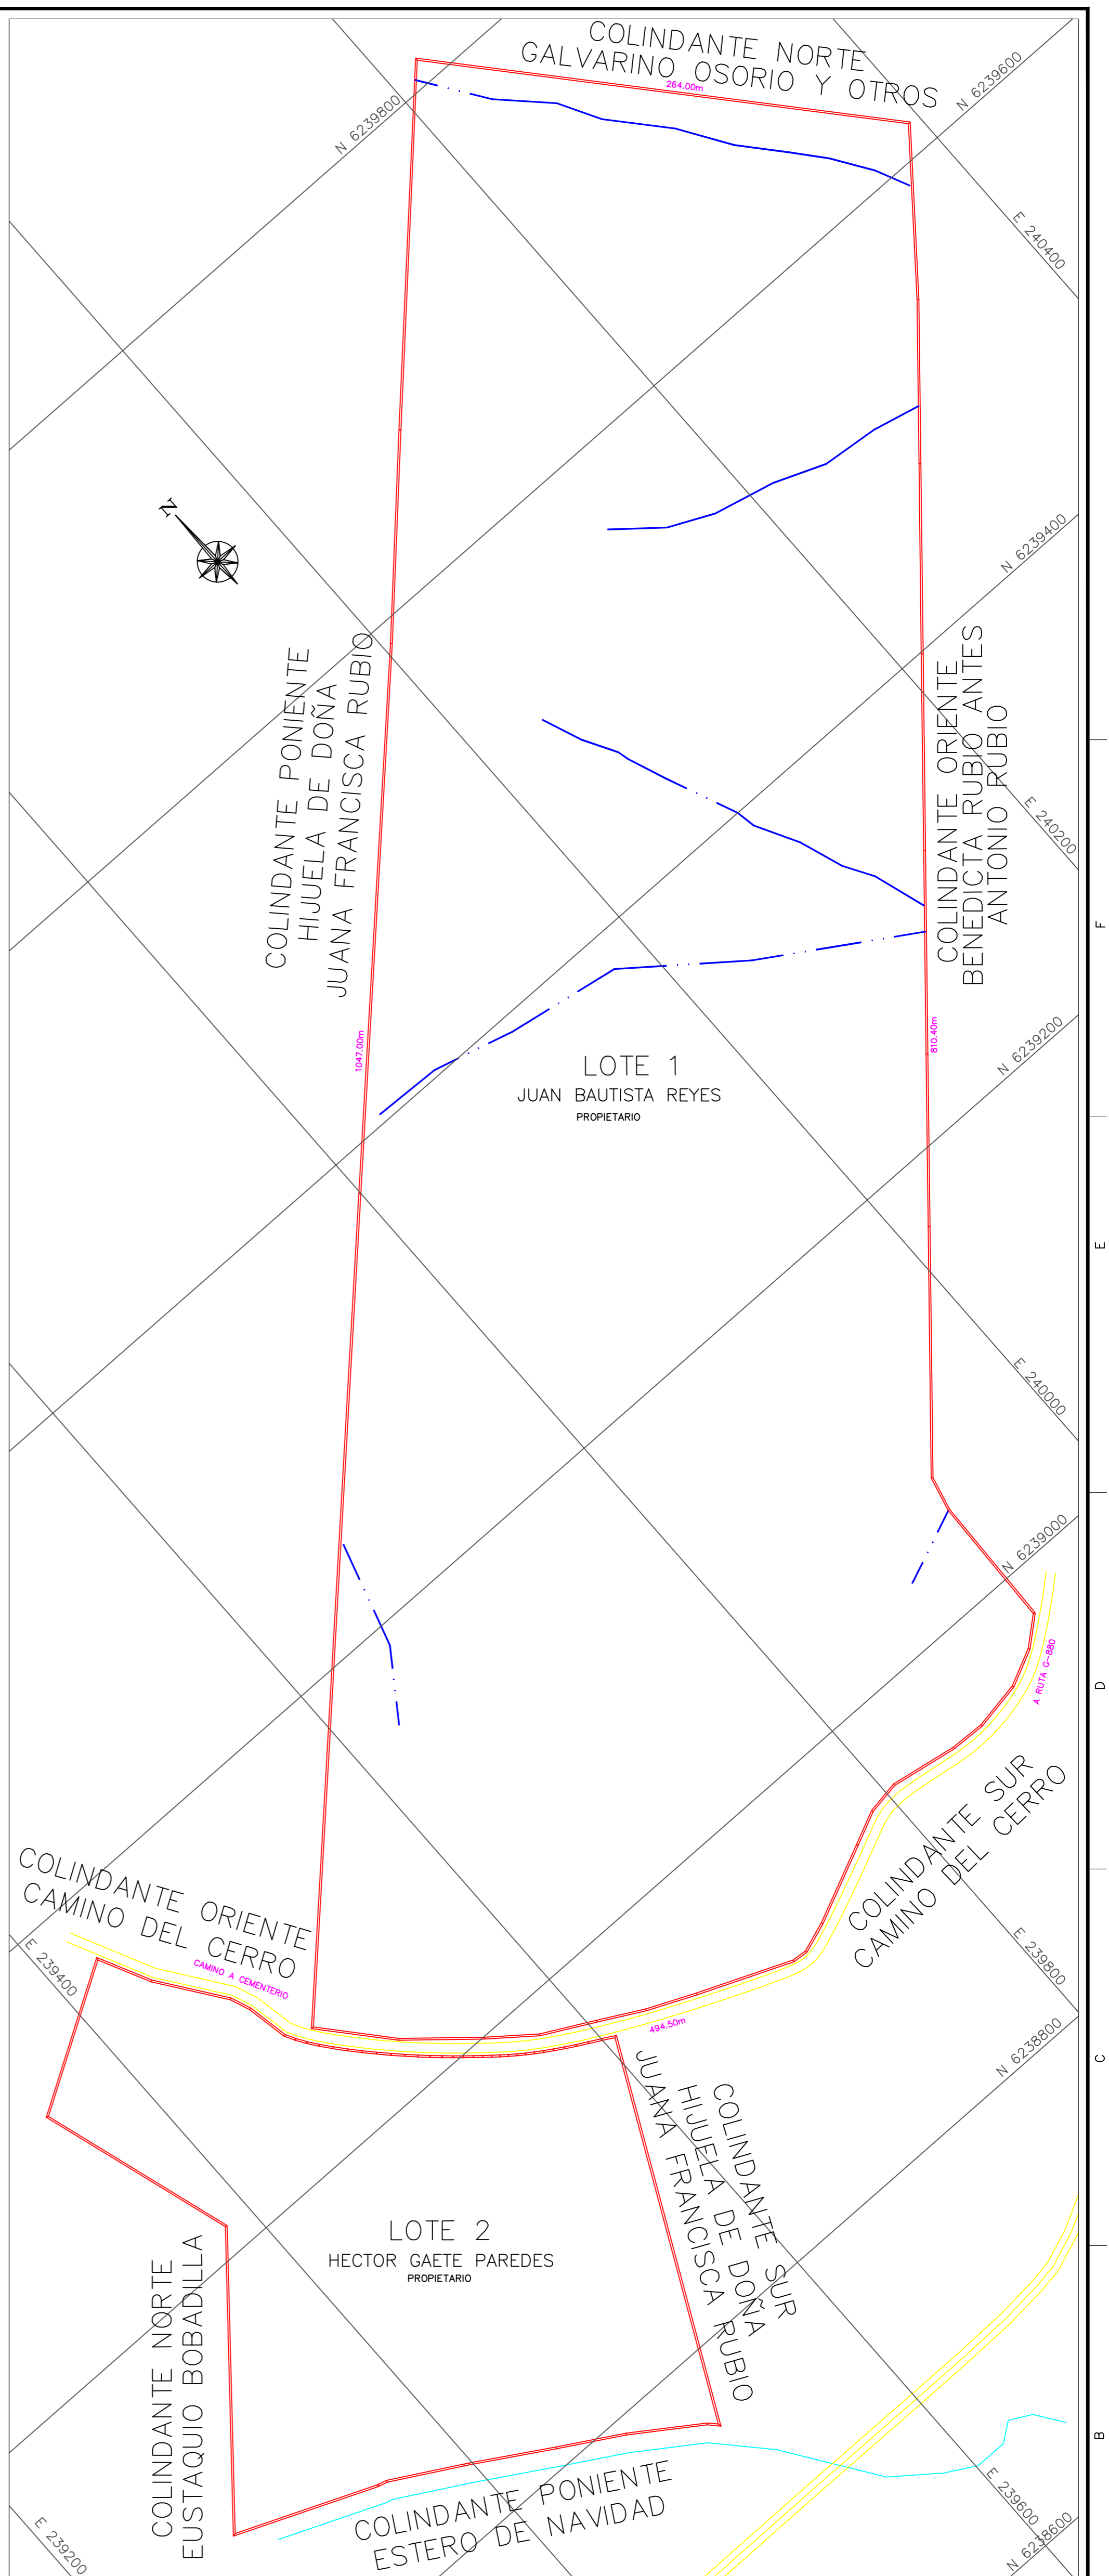 COLINDANTE NORTE
GALVARINO OSORIO Y OTROS
264.00m
N 6239800
N 6239600
E 240400
N
N 6239400
COLINDANTE PONIENTE
HIJUELA DE DOÑA
JUANA FRANCISCA RUBIO
COLINDANTE ORIENTE
BENEDICTA RUBIO ANTES
ANTONIO RUBIO
E 240200
F
1047.00m
810.40m
N 6239200
LOTE 1
JUAN BAUTISTA REYES
PROPIETARIO
E
E 240000
N 6239000
A RUTA G-880
D
COLINDANTE SUR
CAMINO DEL CERRO
COLINDANTE ORIENTE
CAMINO DEL CERRO
CAMINO A CEMENTERIO
E 239400
E 239800
494.50m
N 6238800
C
COLINDANTE SUR
HIJUELA DE DOÑA
JUANA FRANCISCA RUBIO
LOTE 2
HECTOR GAETE PAREDES
PROPIETARIO
COLINDANTE NORTE
EUSTAQUIO BOBADILLA
B
COLINDANTE PONIENTE
ESTERO DE NAVIDAD
E 239600
N 6238600
E 239200